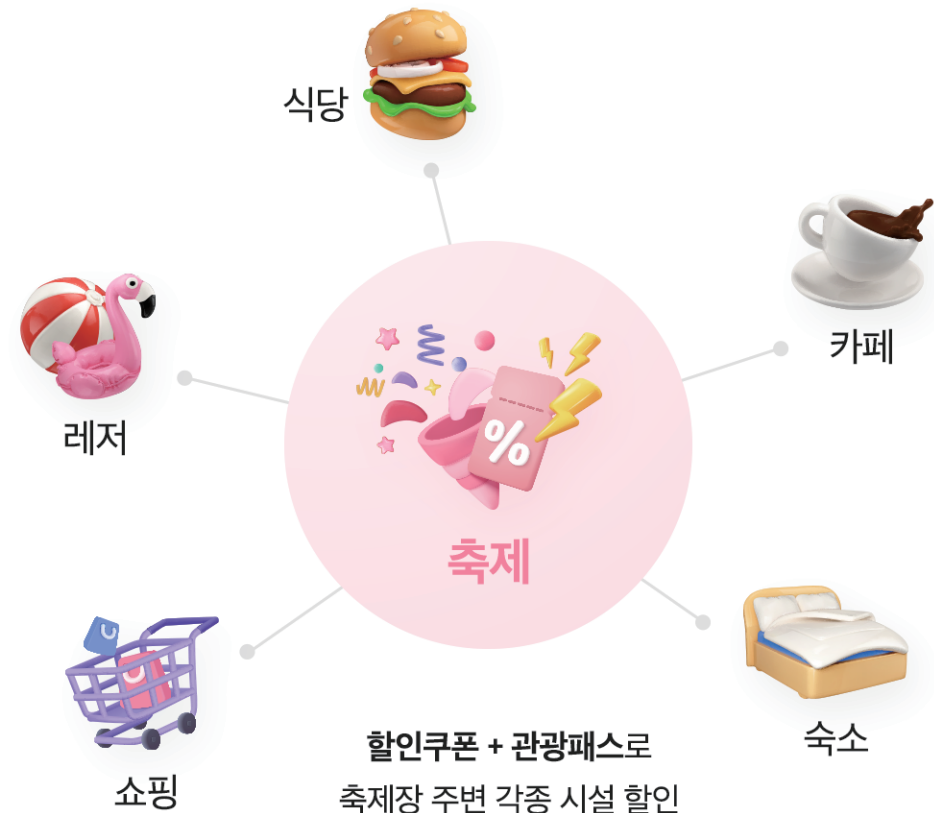 식당
카페
레저
축제
숙소
쇼핑
할인쿠폰 + 관광패스로
축제장 주변 각종 시설 할인
%